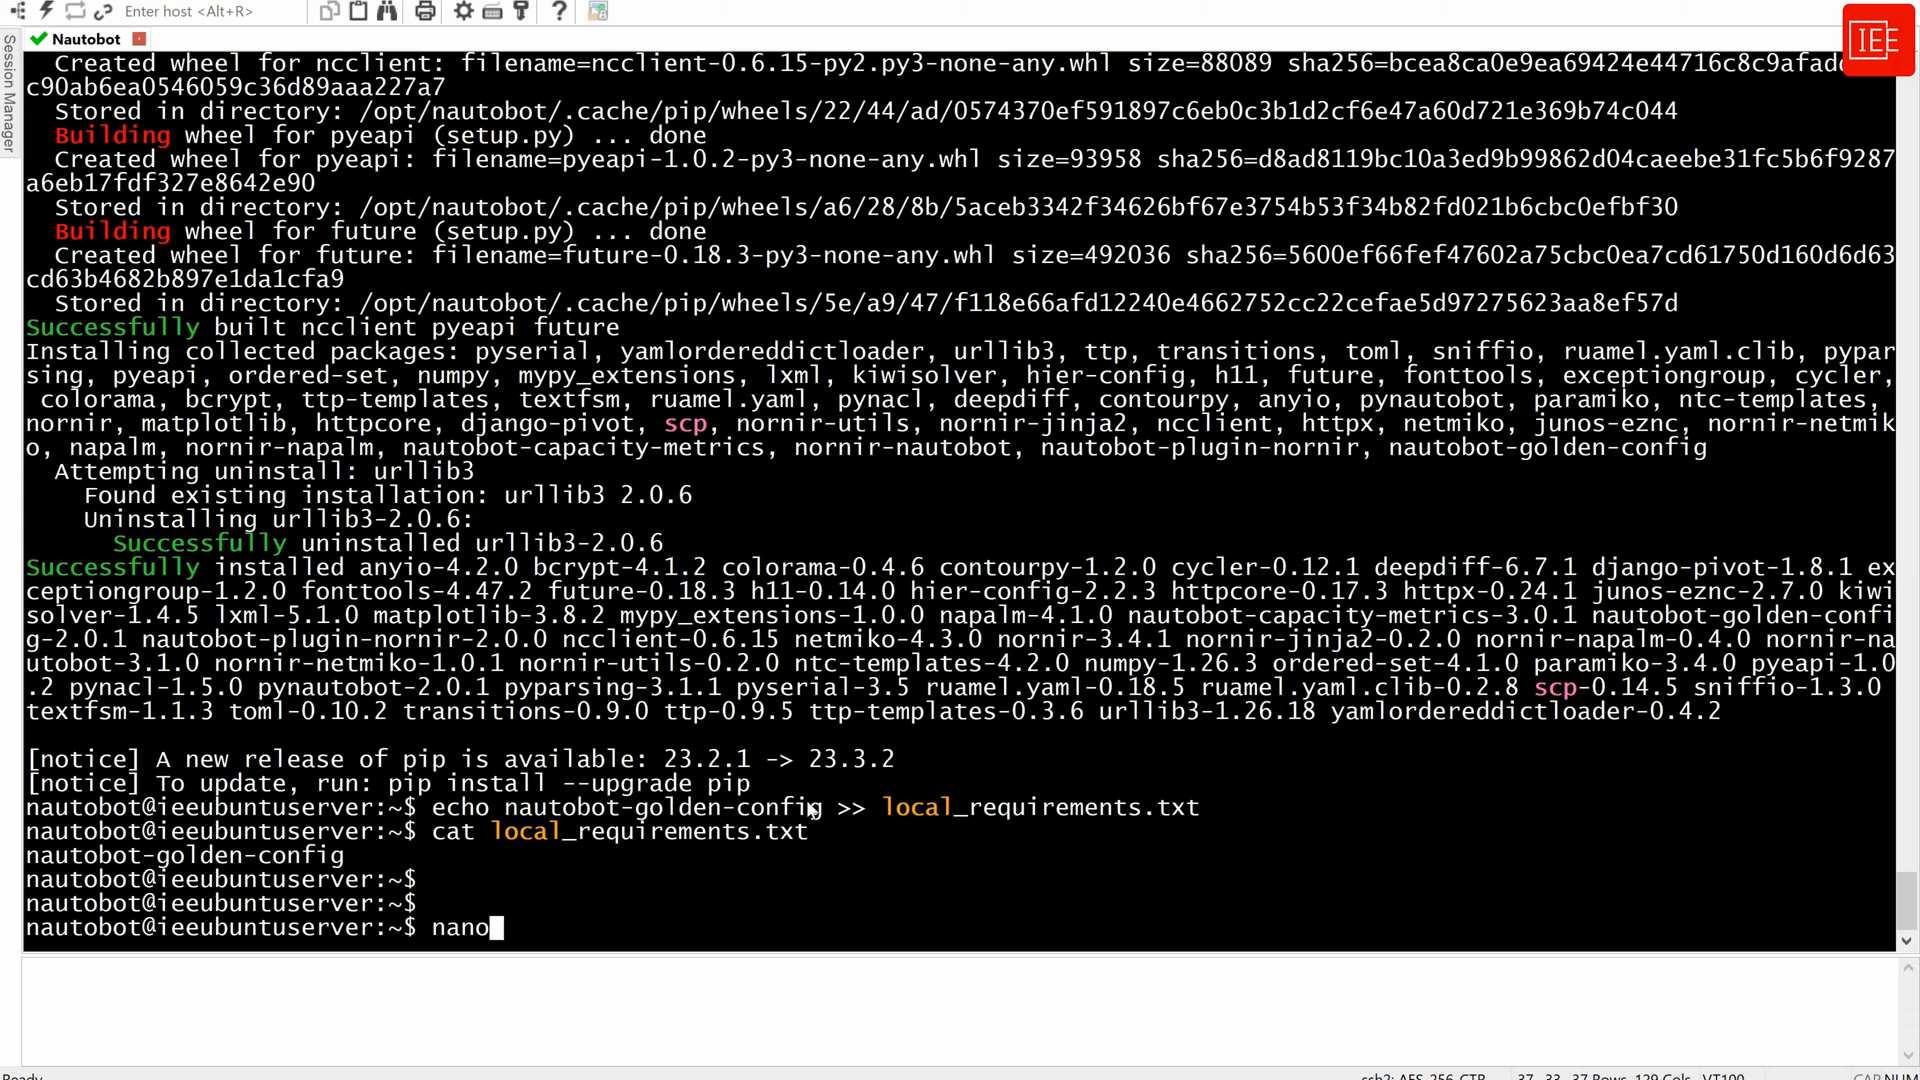 Enter host <Alt+R>
IEE
Session Manager
Nautobot
Created wheel for ncclient: filename=ncclient-0.6.15-py2.py3-none-any.whl size=88089 sha256=bcea8ca0e9ea69424e44716c8c9afad
c90ab6ea0546059c36d89aaa227a7
Stored in directory: /opt/nautobot/.cache/pip/wheels/22/44/ad/0574370ef591897c6eb0c3b1d2cf6e47a60d721e369b74c044
Building wheel for pyeapi (setup.py) ... done
Created wheel for pyeapi: filename=pyeapi-1.0.2-py3-none-any.whl size=93958 sha256=d8ad8119bc10a3ed9b99862d04caeebe31fc5b6f9287
a6eb17fdf327e8642e90
Stored in directory: /opt/nautobot/.cache/pip/wheels/a6/28/8b/5aceb3342f34626bf67e3754b53f34b82fd021b6cbc0efbf30
Building wheel for future (setup.py) ... done
Created wheel for future: filename=future-0.18.3-py3-none-any.whl size=492036 sha256=5600ef66fef47602a75cbc0ea7cd61750d160d6d63
cd63b4682b897e1da1cfa9
Stored in directory: /opt/nautobot/.cache/pip/wheels/5e/a9/47/f118e66afd12240e4662752cc22cefae5d97275623aa8ef57d
Successfully built ncclient pyeapi future
Installing collected packages: pyserial, yamlordereddictloader, urllib3, ttp, transitions, toml, sniffio, ruamel.yaml.clib, pypar
sing, pyeapi, ordered-set, numpy, mypy_extensions, lxml, kiwisolver, hier-config, h11, future, fonttools, exceptiongroup, cycler,
colorama, bcrypt, ttp-templates, textfsm, ruamel.yaml, pynacl, deepdiff, contourpy, anyio, pynautobot, paramiko, ntc-templates,
nornir, matplotlib, httpcore, django-pivot, scp, nornir-utils, nornir-jinja2, ncclient, httpx, netmiko, junos-eznc, nornir-netmik
o, napalm, nornir-napalm, nautobot-capacity-metrics, nornir-nautobot, nautobot-plugin-nornir, nautobot-golden-config
Attempting uninstall: urllib3
Found existing installation: urllib3 2.0.6
Uninstalling urllib3-2.0.6:
Successfully uninstalled urllib3-2.0.6
Successfully installed anyio-4.2.0 bcrypt-4.1.2 colorama-0.4.6 contourpy-1.2.0 cycler-0.12.1 deepdiff-6.7.1 django-pivot-1.8.1 ex
ceptiongroup-1.2.0 fonttools-4.47.2 future-0.18.3 h11-0.14.0 hier-config-2.2.3 httpcore-0.17.3 httpx-0.24.1 junos-eznc-2.7.0 kiwi
solver-1.4.5 lxml-5.1.0 matplotlib-3.8.2 mypy_extensions-1.0.0 napalm-4.1.0 nautobot-capacity-metrics-3.0.1 nautobot-golden-confi
g-2.0.1 nautobot-plugin-nornir-2.0.0 ncclient-0.6.15 netmiko-4.3.0 nornir-3.4.1 nornir-jinja2-0.2.0 nornir-napalm-0.4.0 nornir-na
utobot-3.1.0 nornir-netmiko-1.0.1 nornir-utils-0.2.0 ntc-templates-4.2.0 numpy-1.26.3 ordered-set-4.1.0 paramiko-3.4.0 pyeapi-1.0
.2 pynacl-1.5.0 pynautobot-2.0.1 pyparsing-3.1.1 pyserial-3.5 ruamel.yaml-0.18.5 ruamel.yaml.clib-0.2.8 scp-0.14.5 sniffio-1.3.0
textfsm-1.1.3 toml-0.10.2 transitions-0.9.0 ttp-0.9.5 ttp-templates-0.3.6 urllib3-1.26.18 yamlordereddictloader-0.4.2
[notice] A new release of pip is available: 23.2.1 -> 23.3.2
[notice] To update, run: pip install --upgrade pip
nautobot@ieeubuntuserver:~$ echo nautobot-golden-config >> local_requirements.txt
nautobot@ieeubuntuserver:~$ cat local_requirements.txt
nautobot-golden-config
nautobot@ieeubuntuserver:~$
nautobot@ieeubuntuserver:~$
nautobot@ieeubuntuserver:~$ nano
Ready ssh2: AES-256-CTR 37, 33 37 Rows, 129 Cols VT100 CAP NUM